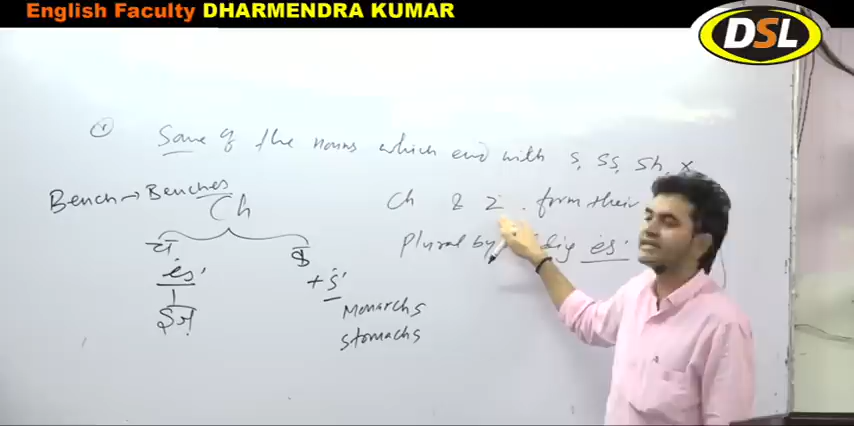 English Faculty DHARMENDRA KUMAR
DSL
Some of the nouns which end with s, ss, sh, x
Ch & z . form their
plural by es'
Bench → Benches
Ch
च
क
es'
+ s'
इज
Monarchs
stomachs